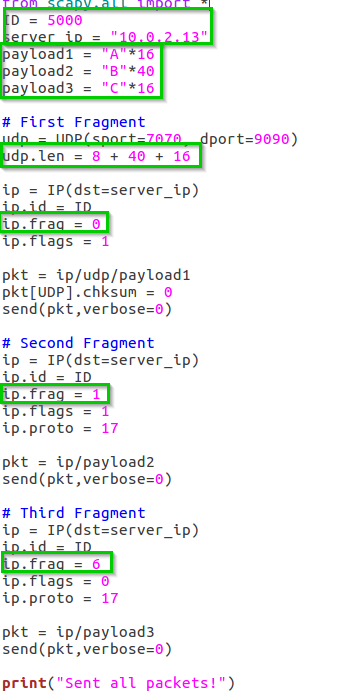 from scapy.all import *
ID = 5000
server_ip = "10.0.2.13"
payload1 = "A"*16
payload2 = "B"*40
payload3 = "C"*16
# First Fragment
udp = UDP(sport=7070, dport=9090)
udp.len = 8 + 40 + 16
ip = IP(dst=server_ip)
ip.id = ID
ip.frag = 0
ip.flags = 1
pkt = ip/udp/payload1
pkt[UDP].chksum = 0
send(pkt,verbose=0)
# Second Fragment
ip = IP(dst=server_ip)
ip.id = ID
ip.frag = 1
ip.flags = 1
ip.proto = 17
pkt = ip/payload2
send(pkt,verbose=0)
# Third Fragment
ip = IP(dst=server_ip)
ip.id = ID
ip.frag = 6
ip.flags = 0
ip.proto = 17
pkt = ip/payload3
send(pkt,verbose=0)
print("Sent all packets!")